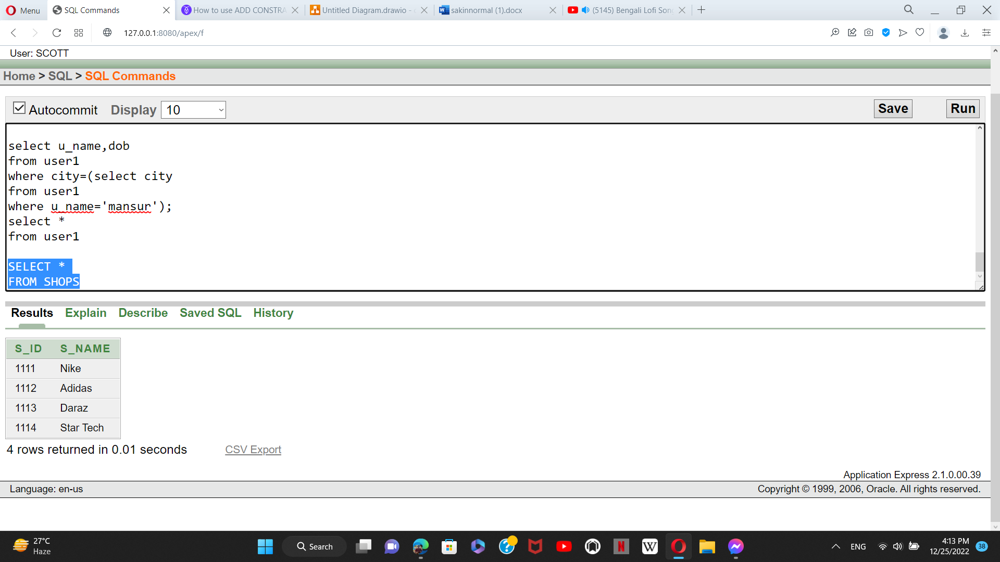 Menu
SQL Commands
How to use ADD CONSTRA
Untitled Diagram.drawio -
sakinnormal (1).docx
(5145) Bengali Lofi Song
127.0.0.1:8080/apex/f
User: SCOTT
Home > SQL > SQL Commands
Autocommit Display 10 Save Run
select u_name,dob
from user1
where city=(select city
from user1
where u_name='mansur');
select *
from user1
SELECT *
FROM SHOPS
Results Explain Describe Saved SQL History
S_ID S_NAME
1111 Nike
1112 Adidas
1113 Daraz
1114 Star Tech
4 rows returned in 0.01 seconds CSV Export
Application Express 2.1.0.00.39
Language: en-us Copyright © 1999, 2006, Oracle. All rights reserved.
27°C
Haze
Search
ENG
4:13 PM
12/25/2022
38